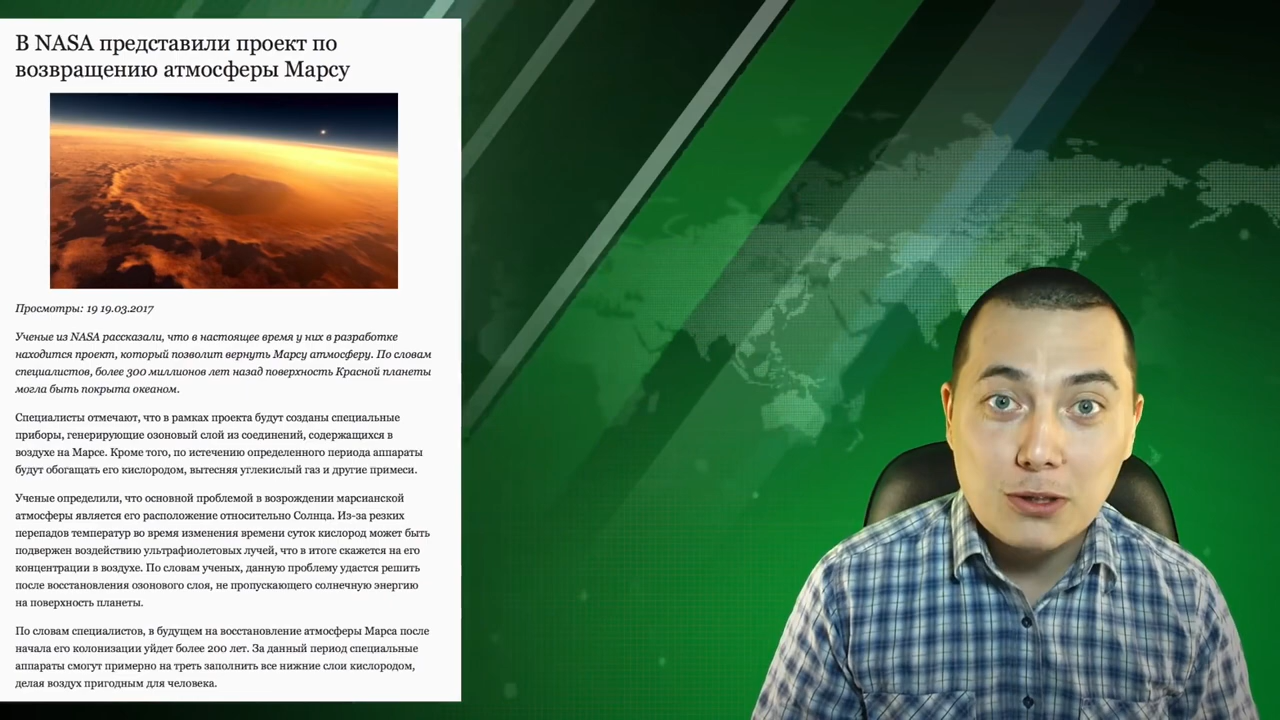 В NASA представили проект по
возвращению атмосферы Марсу
Просмотры: 19 19.03.2017
Ученые из NASA рассказали, что в настоящее время у них в разработке
находится проект, который позволит вернуть Марсу атмосферу. По словам
специалистов, более 300 миллионов лет назад поверхность Красной планеты
могла быть покрыта океаном.
Специалисты отмечают, что в рамках проекта будут созданы специальные
приборы, генерирующие озоновый слой из соединений, содержащихся в
воздухе на Марсе. Кроме того, по истечению определенного периода аппараты
будут обогащать его кислородом, вытесняя углекислый газ и другие примеси.
Ученые определили, что основной проблемой в возрождении марсианской
атмосферы является его расположение относительно Солнца. Из-за резких
перепадов температур во время изменения времени суток кислород может быть
подвержен воздействию ультрафиолетовых лучей, что в итоге скажется на его
концентрации в воздухе. По словам ученых, данную проблему удастся решить
после восстановления озонового слоя, не пропускающего солнечную энергию
на поверхность планеты.
По словам специалистов, в будущем на восстановление атмосферы Марса после
начала его колонизации уйдет более 200 лет. За данный период специальные
аппараты смогут примерно на треть заполнить все нижние слои кислородом,
делая воздух пригодным для человека.